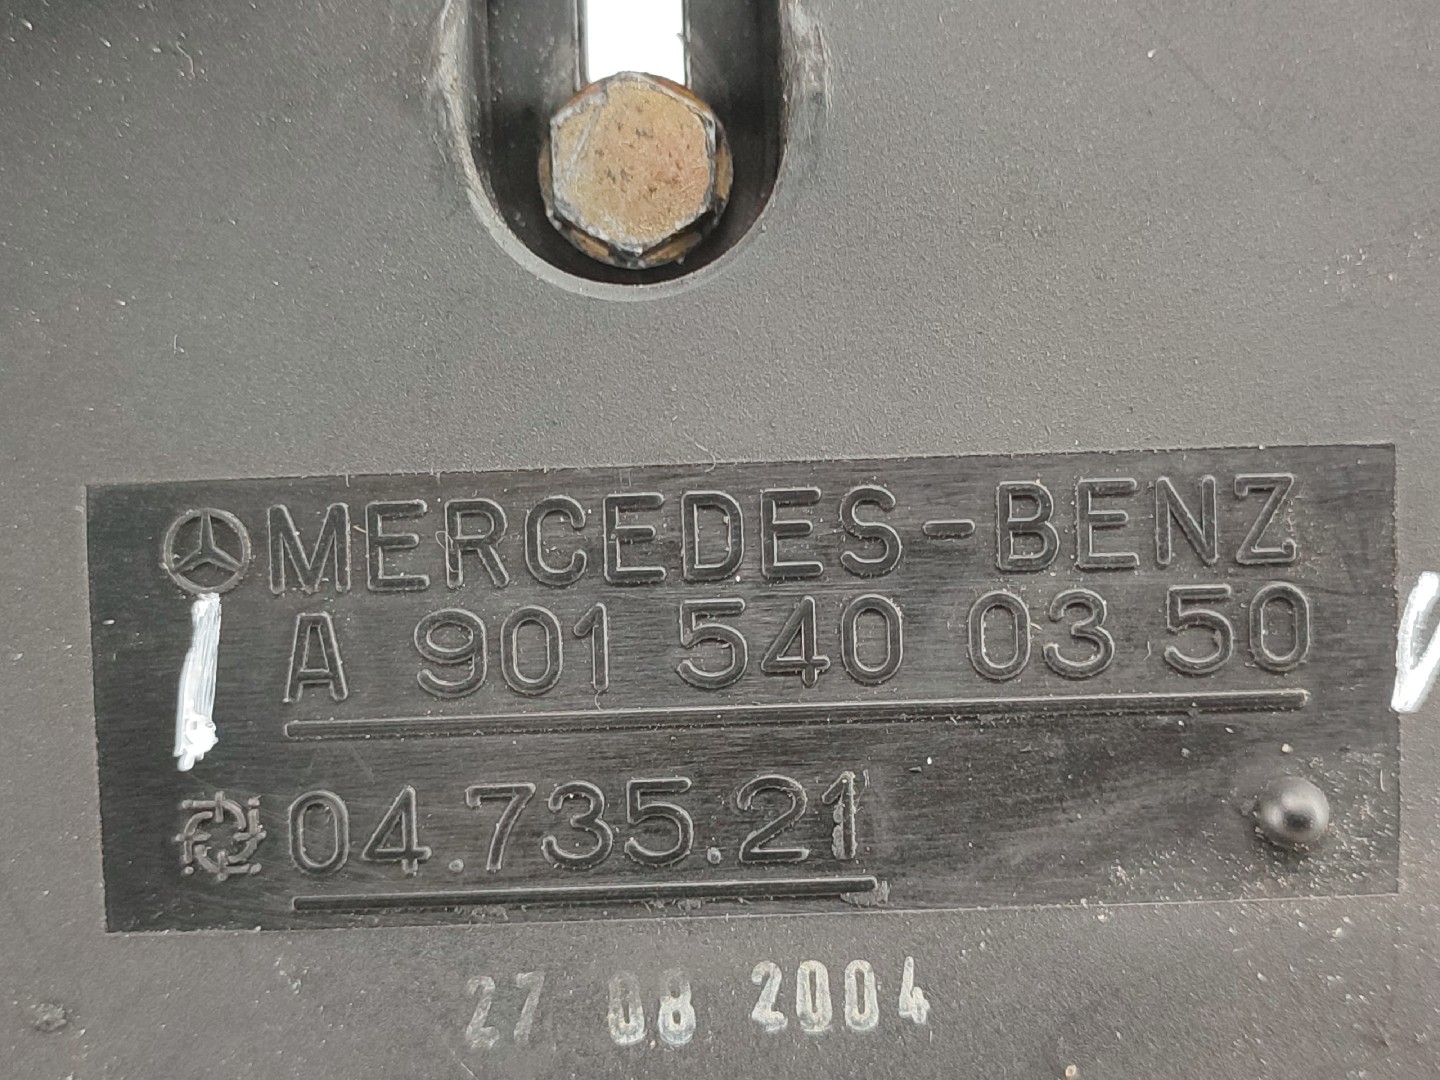 MERCEDES-BENZ
A 901 540 03 50
04.735.21
27 08 2004